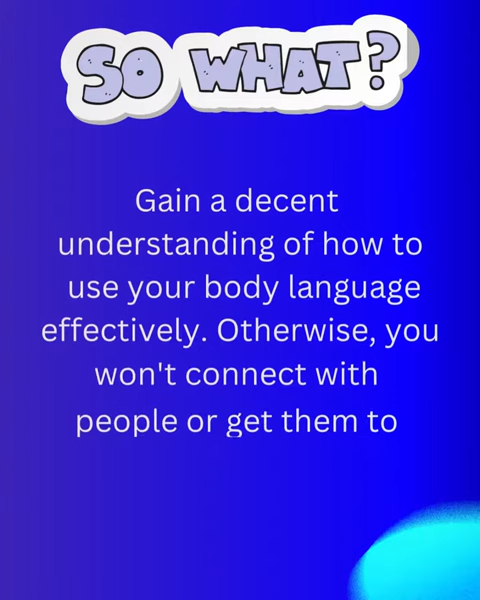 SO WHAT?
Gain a decent
understanding of how to
use your body language
effectively. Otherwise, you
won't connect with
people or get them to